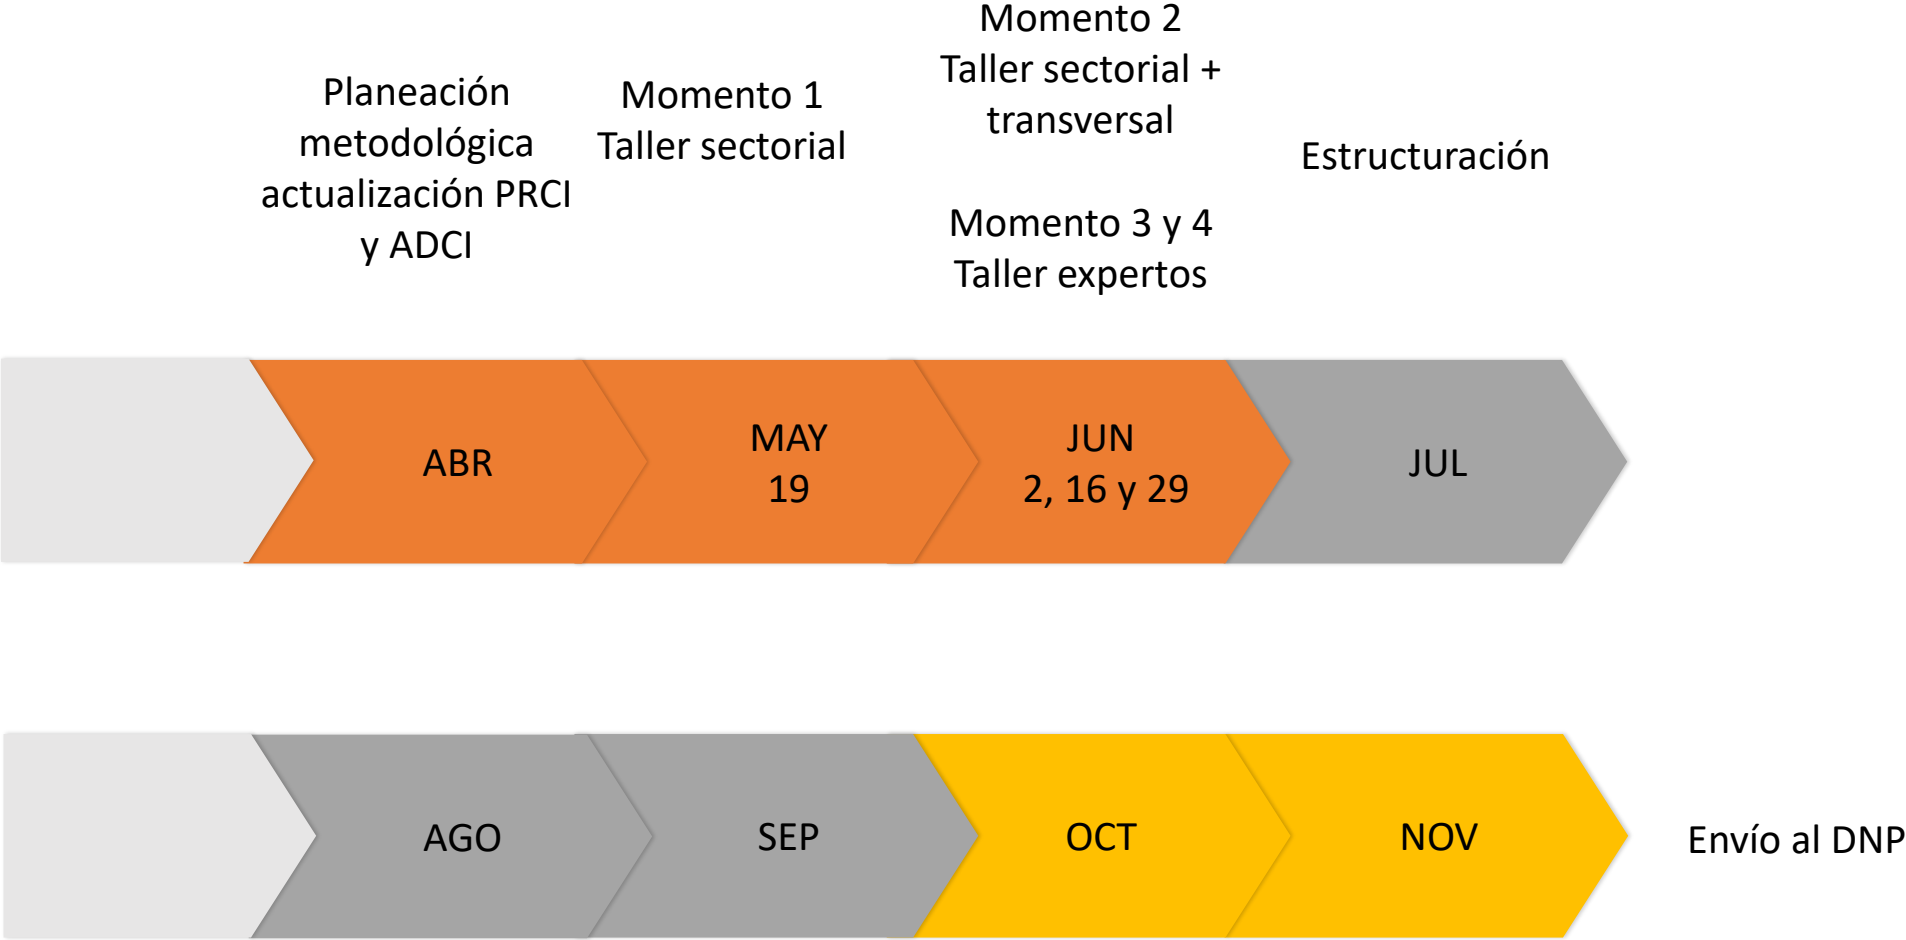 Planeación
metodológica
actualización PRCI
y ADCI
Momento 1
Taller sectorial
Momento 2
Taller sectorial +
transversal
Momento 3 y 4
Taller expertos
Estructuración
ABR
MAY
19
JUN
2, 16 y 29
JUL
AGO
SEP
OCT
NOV
Envío al DNP